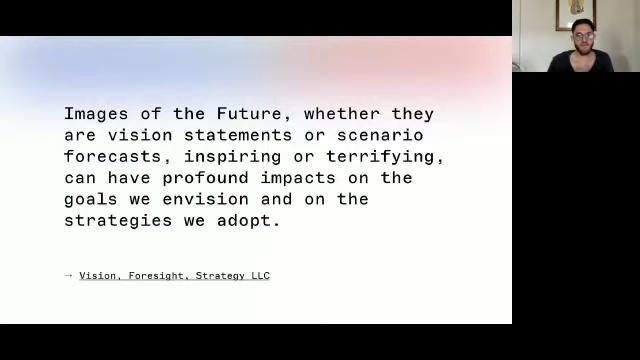 Images of the Future, whether they
are vision statements or scenario
forecasts, inspiring or terrifying,
can have profound impacts on the
goals we envision and on the
strategies we adopt.
→ Vision, Foresight, Strategy LLC